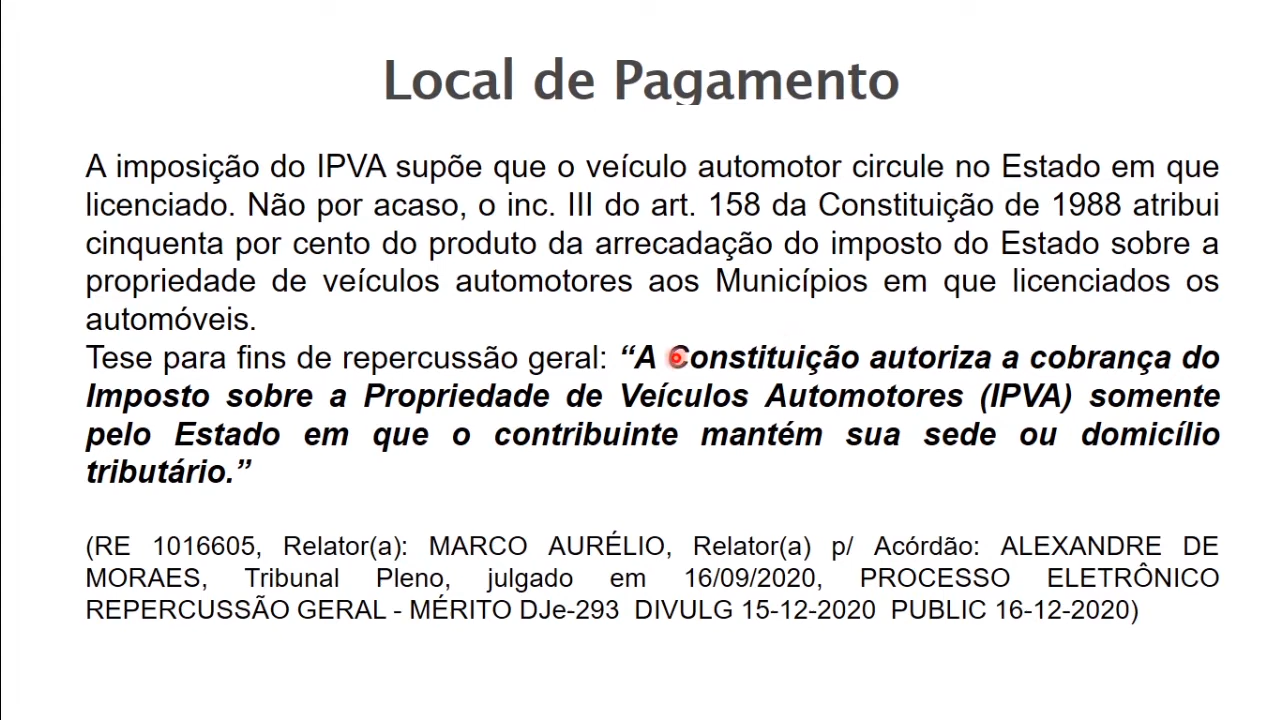 Local de Pagamento
A imposição do IPVA supõe que o veículo automotor circule no Estado em que
licenciado. Não por acaso, o inc. III do art. 158 da Constituição de 1988 atribui
cinquenta por cento do produto da arrecadação do imposto do Estado sobre a
propriedade de veículos automotores aos Municípios em que licenciados os
automóveis.
Tese para fins de repercussão geral: “A Constituição autoriza a cobrança do
Imposto sobre a Propriedade de Veículos Automotores (IPVA) somente
pelo Estado em que o contribuinte mantém sua sede ou domicílio
tributário.”
(RE 1016605, Relator(a): MARCO AURÉLIO, Relator(a) p/ Acórdão: ALEXANDRE DE
MORAES, Tribunal Pleno, julgado em 16/09/2020, PROCESSO ELETRÔNICO
REPERCUSSÃO GERAL - MÉRITO DJe-293 DIVULG 15-12-2020 PUBLIC 16-12-2020)